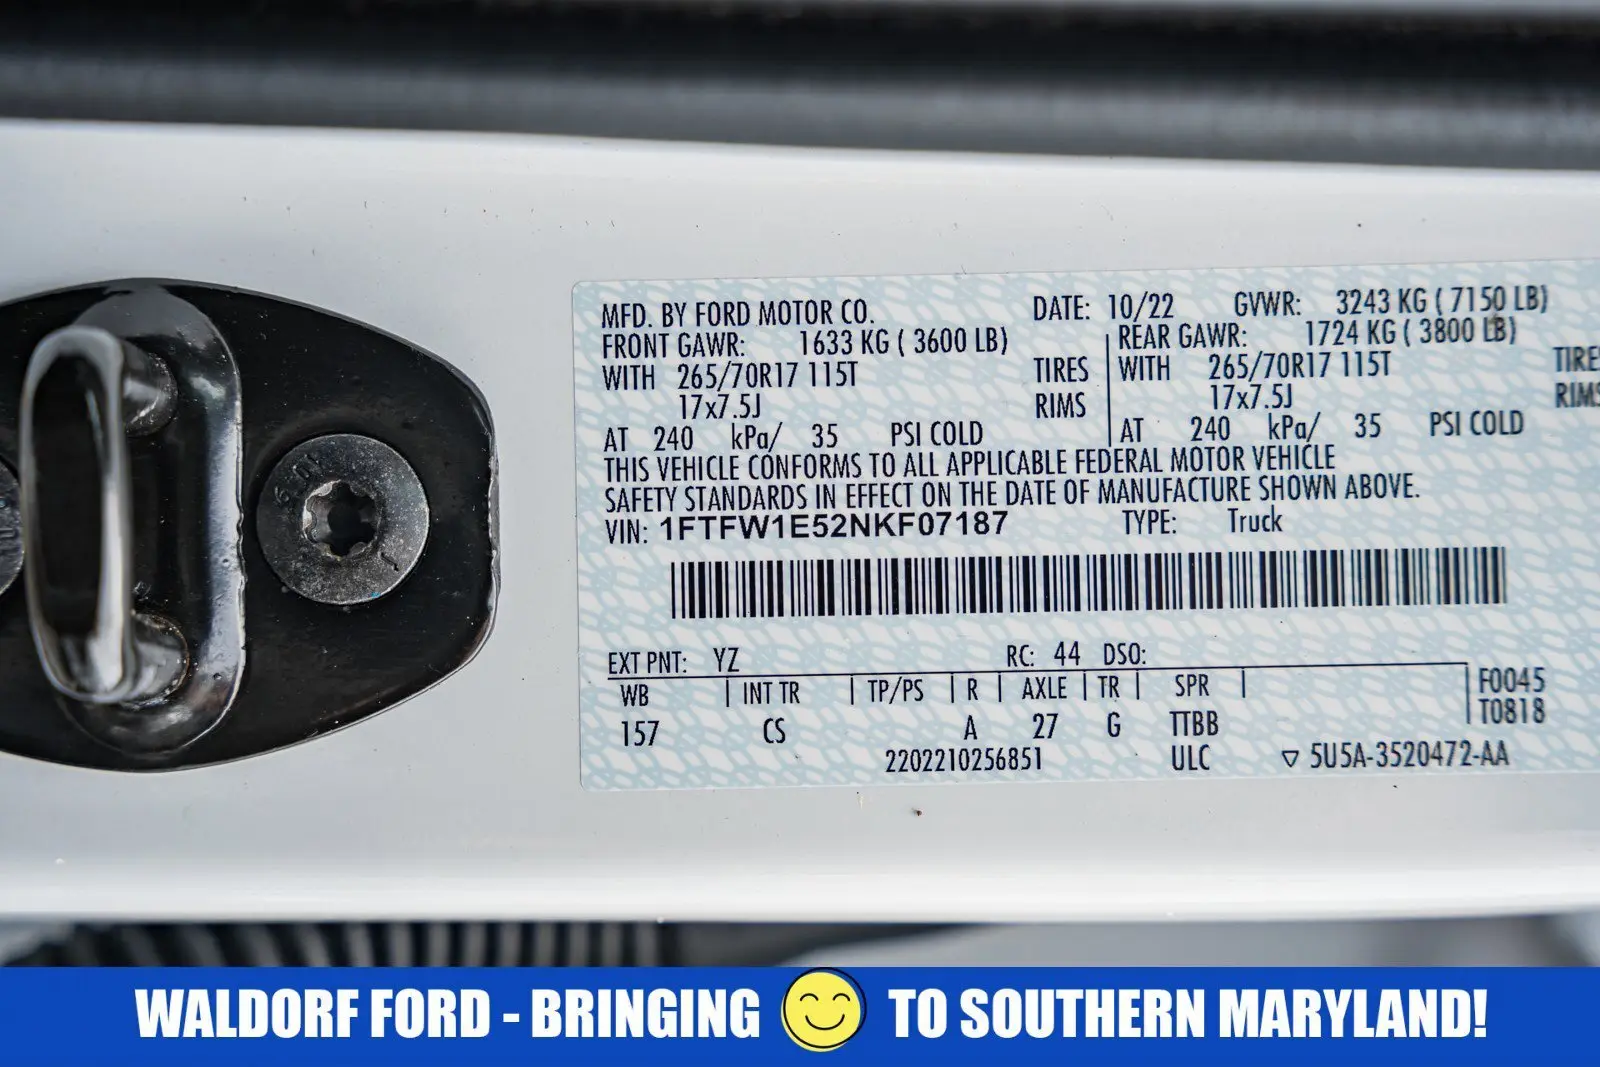 MFD. BY FORD MOTOR CO. DATE: 10/22 GVWR: 3243 KG ( 7150 LB)
FRONT GAWR: 1633 KG ( 3600 LB) REAR GAWR: 1724 KG ( 3800 LB)
WITH 265/70R17 115T TIRES WITH 265/70R17 115T TIRES
17x7.5J RIMS 17x7.5J RIMS
AT 240 kPa/ 35 PSI COLD AT 240 kPa/ 35 PSI COLD
THIS VEHICLE CONFORMS TO ALL APPLICABLE FEDERAL MOTOR VEHICLE
SAFETY STANDARDS IN EFFECT ON THE DATE OF MANUFACTURE SHOWN ABOVE.
VIN: 1FTFW1E52NKF07187 TYPE: Truck
EXT PNT: YZ RC: 44 DSO:
WB INT TR TP/PS R AXLE TR SPR F0045
157 CS A 27 G TTBB T0818
2202210256851 ULC ▽ 5U5A-3520472-AA
WALDORF FORD - BRINGING 😊 TO SOUTHERN MARYLAND!